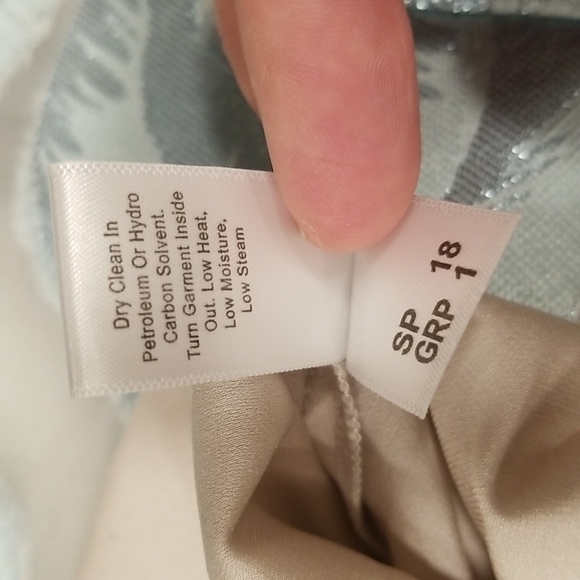 Dry Clean In
Petroleum Or Hydro
Carbon Solvent.
Turn Garment Inside
Out. Low Heat,
Low Moisture,
Low Steam
SP 18
GRP 1